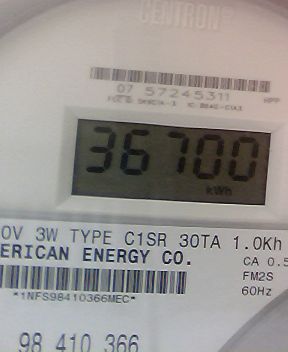 CENTRON
07 57245311
36700
kWh
0V 3W TYPE C1SR 30TA 1.0Kh
ERICAN ENERGY CO.
CA 0.5
FM2S
*1NFS98410366MEC*
60Hz
98 410 366